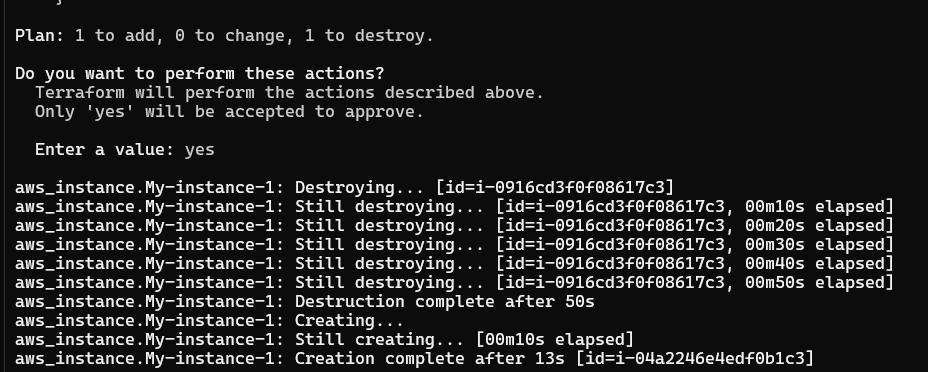 Plan: 1 to add, 0 to change, 1 to destroy.
Do you want to perform these actions?
Terraform will perform the actions described above.
Only 'yes' will be accepted to approve.
Enter a value: yes
aws_instance.My-instance-1: Destroying... [id=i-0916cd3f0f08617c3]
aws_instance.My-instance-1: Still destroying... [id=i-0916cd3f0f08617c3, 00m10s elapsed]
aws_instance.My-instance-1: Still destroying... [id=i-0916cd3f0f08617c3, 00m20s elapsed]
aws_instance.My-instance-1: Still destroying... [id=i-0916cd3f0f08617c3, 00m30s elapsed]
aws_instance.My-instance-1: Still destroying... [id=i-0916cd3f0f08617c3, 00m40s elapsed]
aws_instance.My-instance-1: Still destroying... [id=i-0916cd3f0f08617c3, 00m50s elapsed]
aws_instance.My-instance-1: Destruction complete after 50s
aws_instance.My-instance-1: Creating...
aws_instance.My-instance-1: Still creating... [00m10s elapsed]
aws_instance.My-instance-1: Creation complete after 13s [id=i-04a2246e4edf0b1c3]